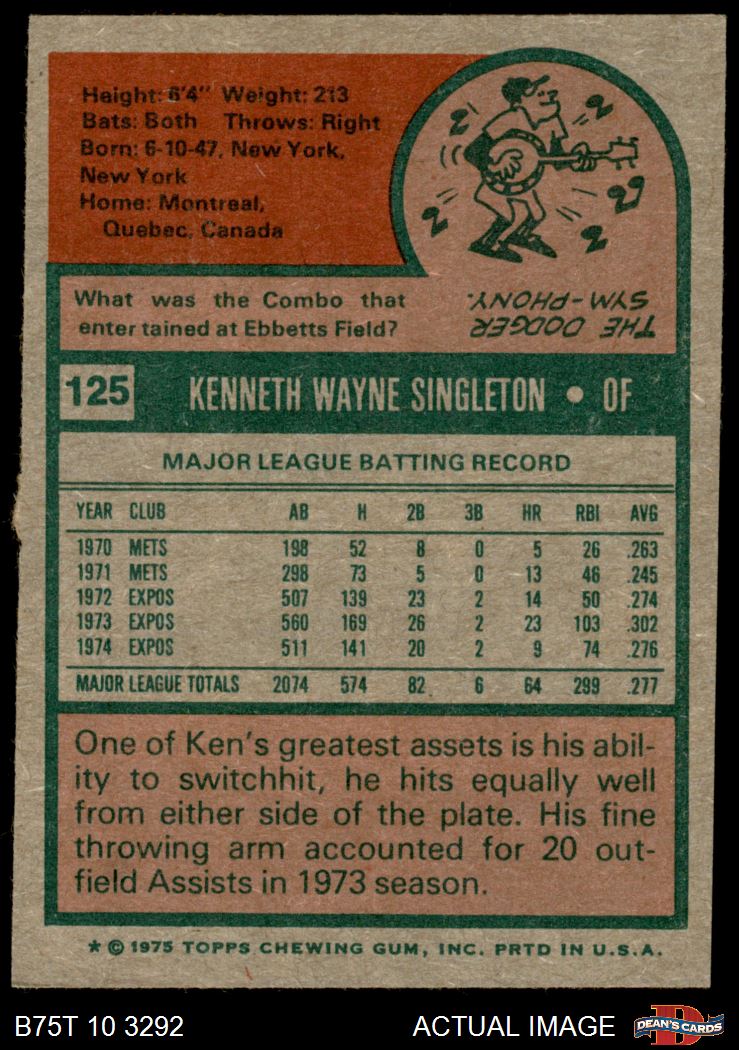 Height: 6'4" Weight: 213
Bats: Both Throws: Right
Born: 6-10-47, New York,
New York
Home: Montreal,
Quebec, Canada
What was the Combo that
entertained at Ebbetts Field?
THE DODGER
SYM-PHONY.
125 KENNETH WAYNE SINGLETON • OF
MAJOR LEAGUE BATTING RECORD
YEAR CLUB AB H 2B 3B HR RBI AVG
1970 METS 198 52 8 0 5 26 .263
1971 METS 298 73 5 0 13 46 .245
1972 EXPOS 507 139 23 2 14 50 .274
1973 EXPOS 560 169 26 2 23 103 .302
1974 EXPOS 511 141 20 2 9 74 .276
MAJOR LEAGUE TOTALS 2074 574 82 6 64 299 .277
One of Ken's greatest assets is his abil-
ity to switchhit, he hits equally well
from either side of the plate. His fine
throwing arm accounted for 20 out-
field Assists in 1973 season.
* © 1975 TOPPS CHEWING GUM, INC. PRTD IN U.S.A.
B75T 10 3292 ACTUAL IMAGE DEAN'S CARDS